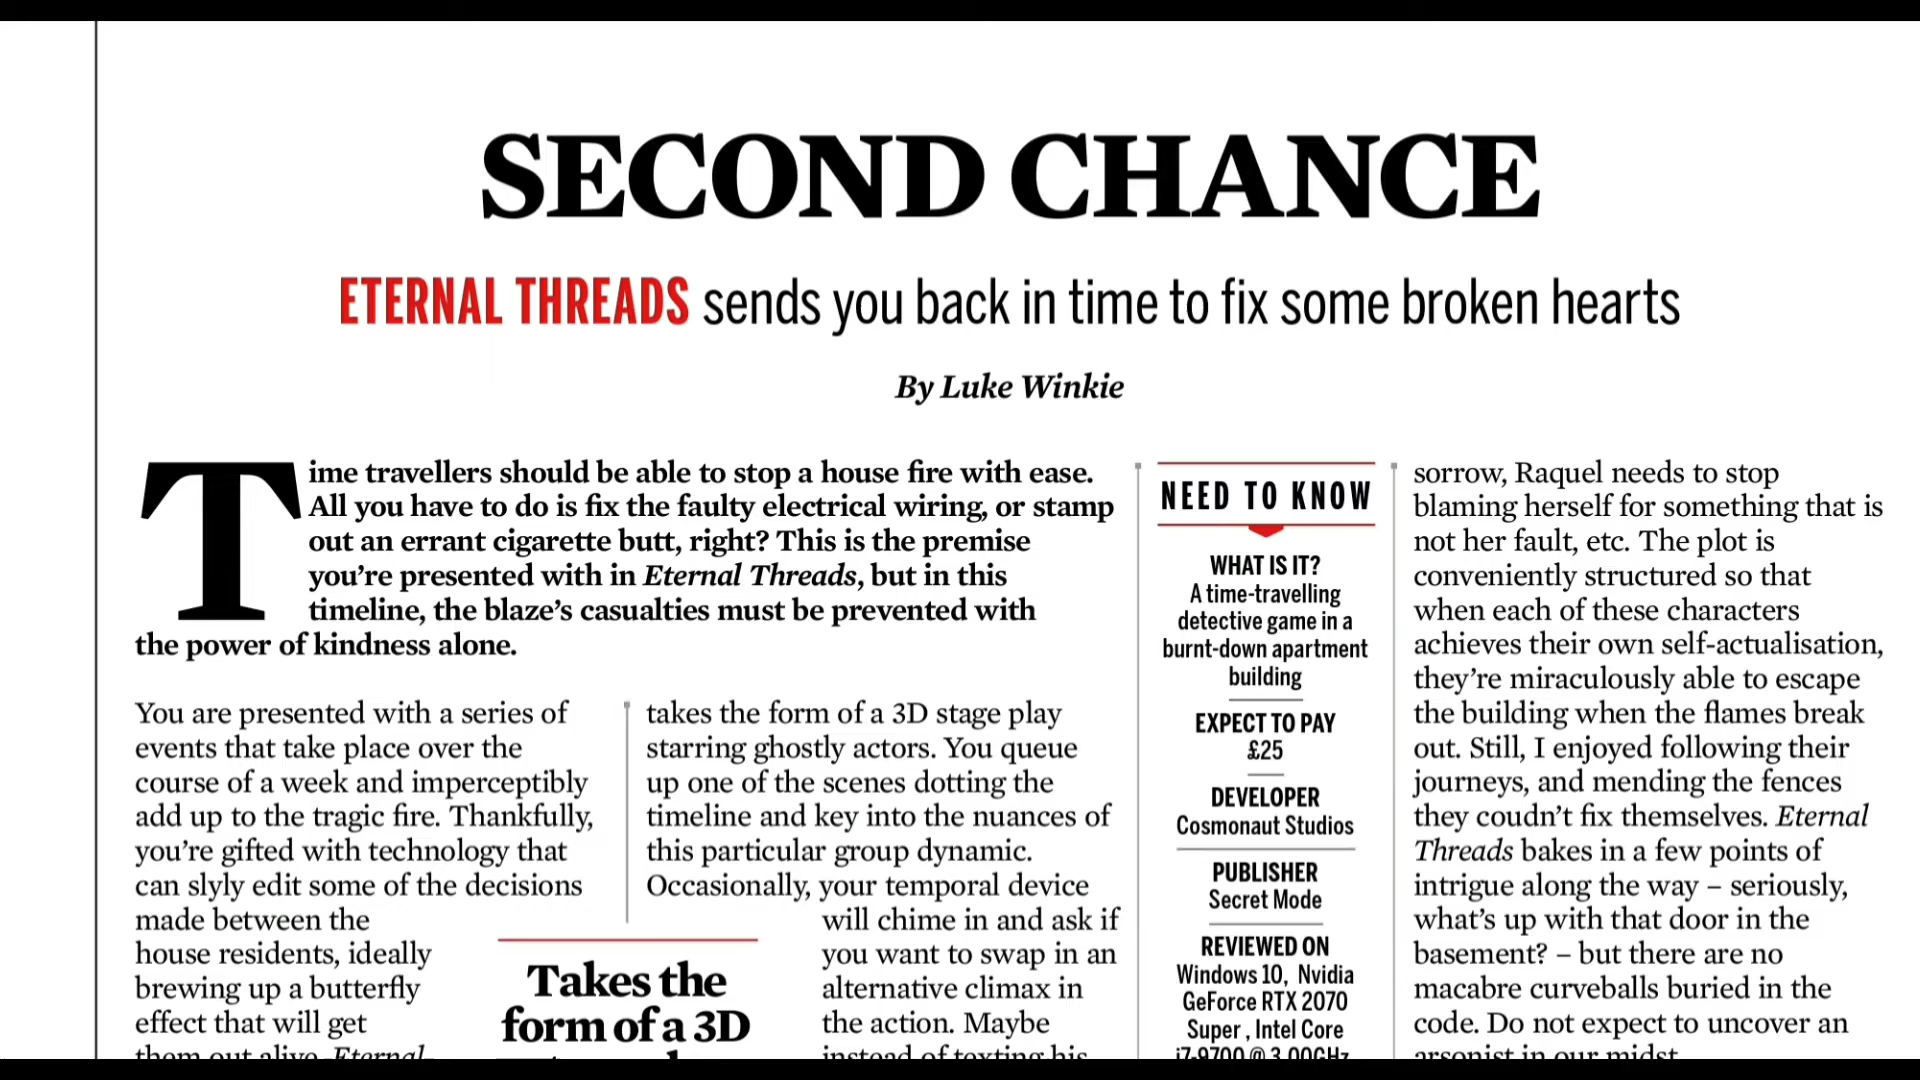 SECOND CHANCE
ETERNAL THREADS sends you back in time to fix some broken hearts
By Luke Winkie
Time travellers should be able to stop a house fire with ease.
All you have to do is fix the faulty electrical wiring, or stamp
out an errant cigarette butt, right? This is the premise
you're presented with in Eternal Threads, but in this
timeline, the blaze's casualties must be prevented with
the power of kindness alone.
You are presented with a series of
events that take place over the
course of a week and imperceptibly
add up to the tragic fire. Thankfully,
you're gifted with technology that
can slyly edit some of the decisions
made between the
house residents, ideally
brewing up a butterfly
effect that will get
them out alive. Eternal
Takes the
form of a 3D
takes the form of a 3D stage play
starring ghostly actors. You queue
up one of the scenes dotting the
timeline and key into the nuances of
this particular group dynamic.
Occasionally, your temporal device
will chime in and ask if
you want to swap in an
alternative climax in
the action. Maybe
instead of texting his
NEED TO KNOW
WHAT IS IT?
A time-travelling
detective game in a
burnt-down apartment
building
EXPECT TO PAY
£25
DEVELOPER
Cosmonaut Studios
PUBLISHER
Secret Mode
REVIEWED ON
Windows 10, Nvidia
GeForce RTX 2070
Super , Intel Core
i7-9700 @ 3.00GHz,
sorrow, Raquel needs to stop
blaming herself for something that is
not her fault, etc. The plot is
conveniently structured so that
when each of these characters
achieves their own self-actualisation,
they're miraculously able to escape
the building when the flames break
out. Still, I enjoyed following their
journeys, and mending the fences
they coudn't fix themselves. Eternal
Threads bakes in a few points of
intrigue along the way – seriously,
what's up with that door in the
basement? – but there are no
macabre curveballs buried in the
code. Do not expect to uncover an
arsonist in our midst.